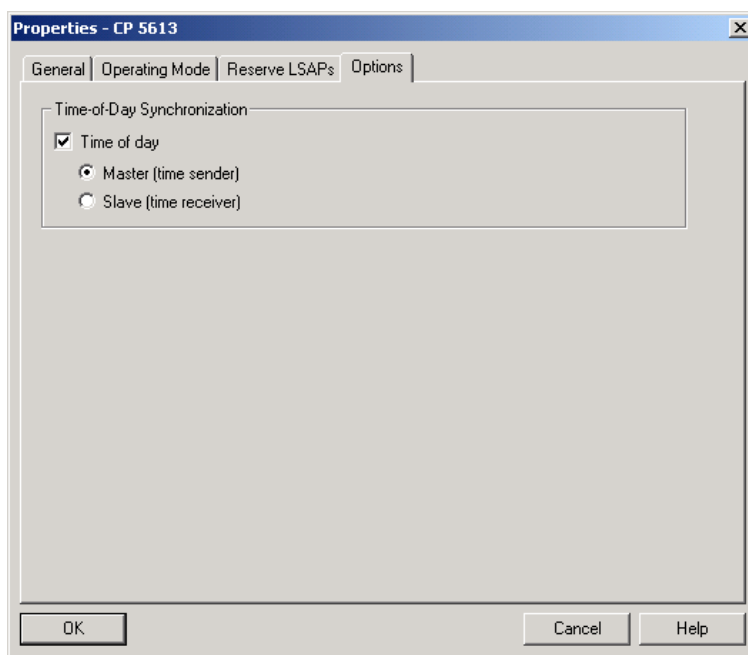 Properties - CP 5613
General Operating Mode Reserve LSAPs Options
Time-of-Day Synchronization
Time of day
Master (time sender)
Slave (time receiver)
OK Cancel Help